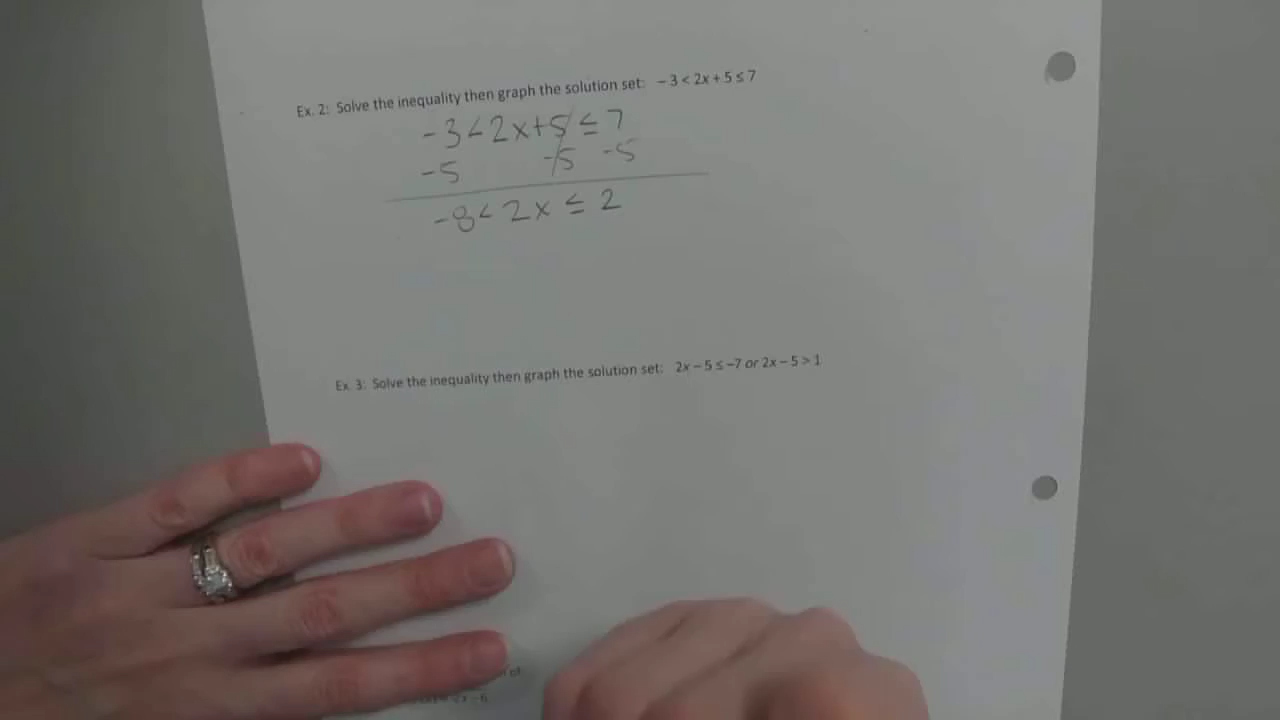 Ex. 2: Solve the inequality then graph the solution set: – 3 < 2x + 5 ≤ 7
-3 < 2x+5 ≤ 7
-5 -5 -5
-8 < 2x ≤ 2
Ex. 3: Solve the inequality then graph the solution set: 2x – 5 ≤ –7 or 2x – 5 > 1
of